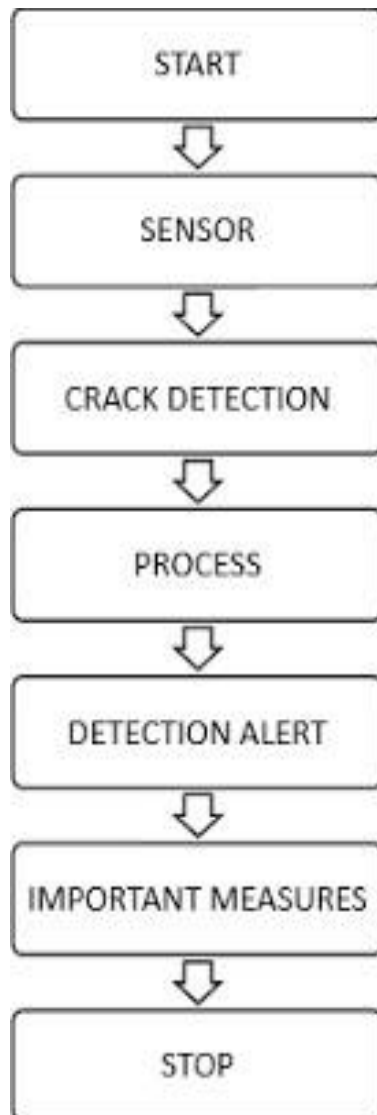 START
SENSOR
CRACK DETECTION
PROCESS
DETECTION ALERT
IMPORTANT MEASURES
STOP